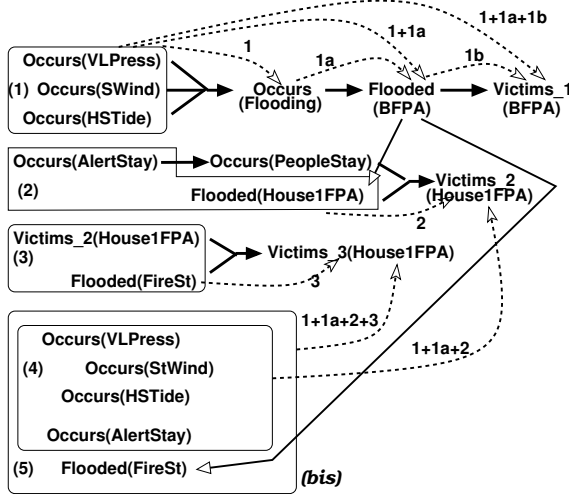 1+1a+1b
1+1a
1
1a
1b
Occurs(VLPress)
(1) Occurs(SWind)
Occurs(HSTide)
Occurs
(Flooding)
Flooded
(BFPA)
Victims_1
(BFPA)
Occurs(AlertStay)
Occurs(PeopleStay)
(2)
Flooded(House1FPA)
Victims_2
(House1FPA)
2
Victims_2(House1FPA)
(3)
Flooded(FireSt)
Victims_3(House1FPA)
3
1+1a+2+3
1+1a+2
Occurs(VLPress)
(4) Occurs(StWind)
Occurs(HSTide)
Occurs(AlertStay)
(5) Flooded(FireSt)
(bis)